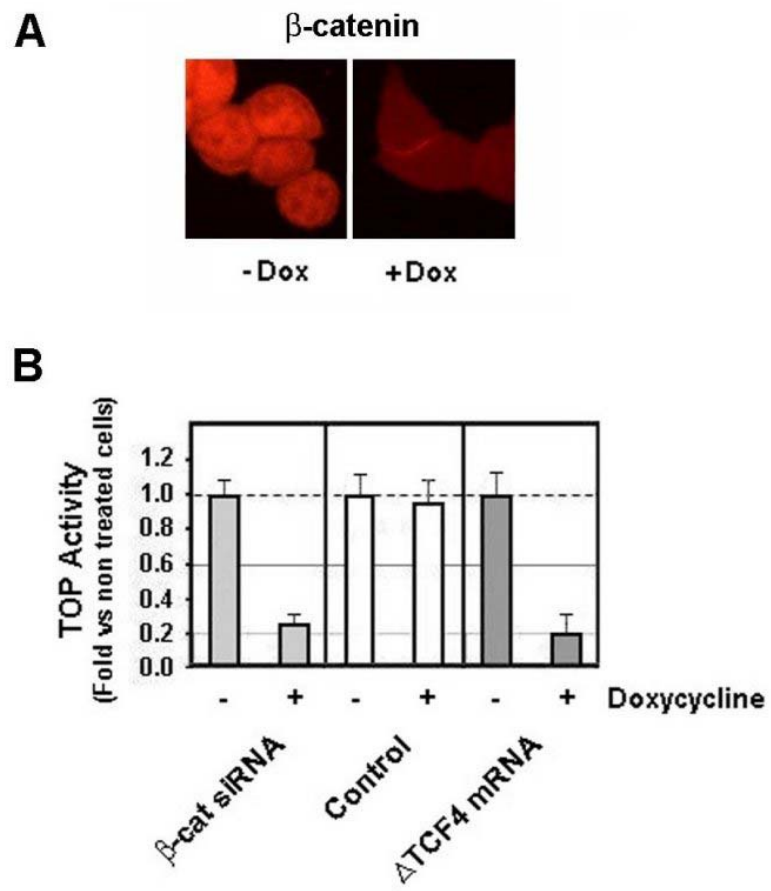 A
β-catenin
-Dox
+Dox
B
TOP Activity
(Fold vs non treated cells)
1.2
1.0
0.8
0.6
0.4
0.2
0.0
- + - + - + Doxycycline
β-cat siRNA
Control
△TCF4 mRNA